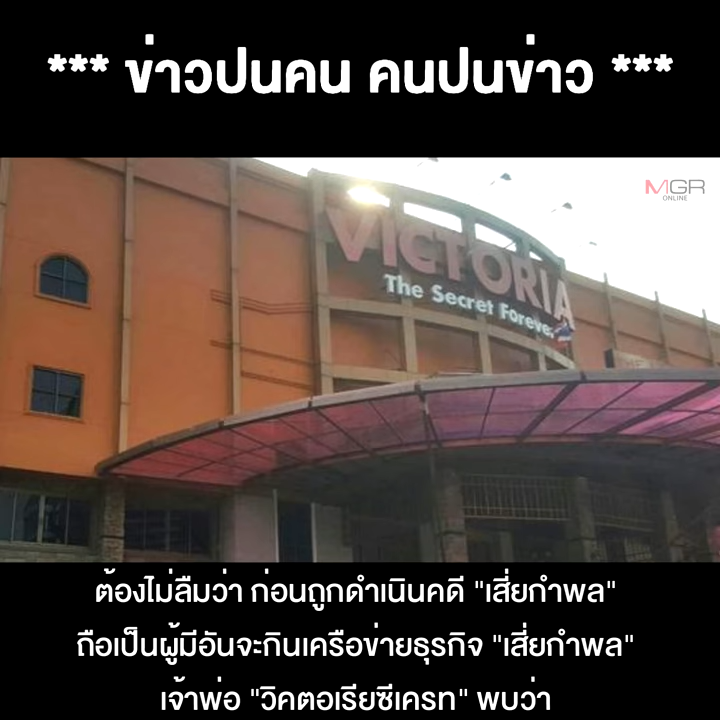 *** ข่าวปนคน คนปนข่าว ***
MGR
ONLINE
VICTORIA
The Secret Forever
ต้องไม่ลืมว่า ก่อนถูกดำเนินคดี "เสี่ยกำพล"
ถือเป็นผู้มีอันจะกินเครือข่ายธุรกิจ "เสี่ยกำพล"
เจ้าพ่อ "วิคตอเรียซีเครท" พบว่า